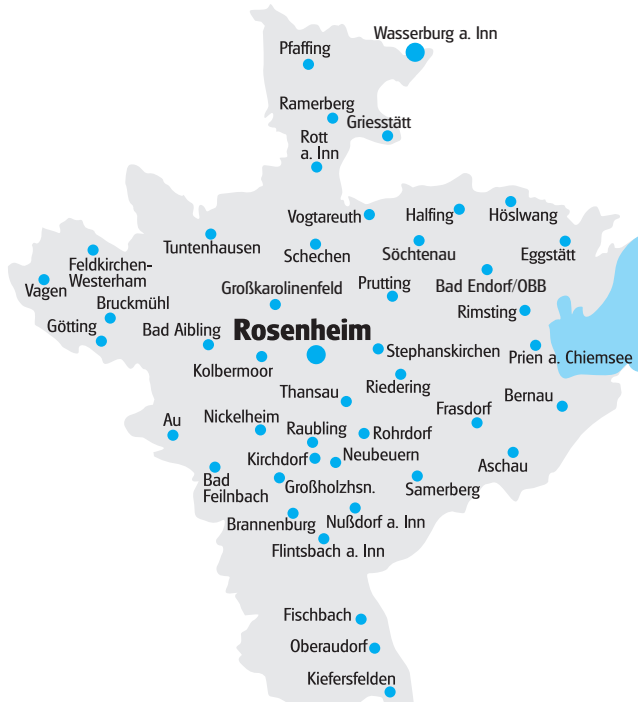 Wasserburg a. Inn
Pfaffing
Ramerberg
Griesstätt
Rott
a. Inn
Vogtareuth
Halfing
Höslwang
Tuntenhausen
Schechen
Söchtenau
Eggstätt
Feldkirchen-
Westerham
Vagen
Großkarolinenfeld
Prutting
Bad Endorf/OBB
Bruckmühl
Rimsting
Götting
Bad Aibling
Rosenheim
Stephanskirchen
Prien a. Chiemsee
Kolbermoor
Riedering
Thansau
Bernau
Au
Nickelheim
Frasdorf
Raubling
Rohrdorf
Kirchdorf
Neubeuern
Aschau
Bad
Feilnbach
Großholzhsn.
Samerberg
Brannenburg
Nußdorf a. Inn
Flintsbach a. Inn
Fischbach
Oberaudorf
Kiefersfelden